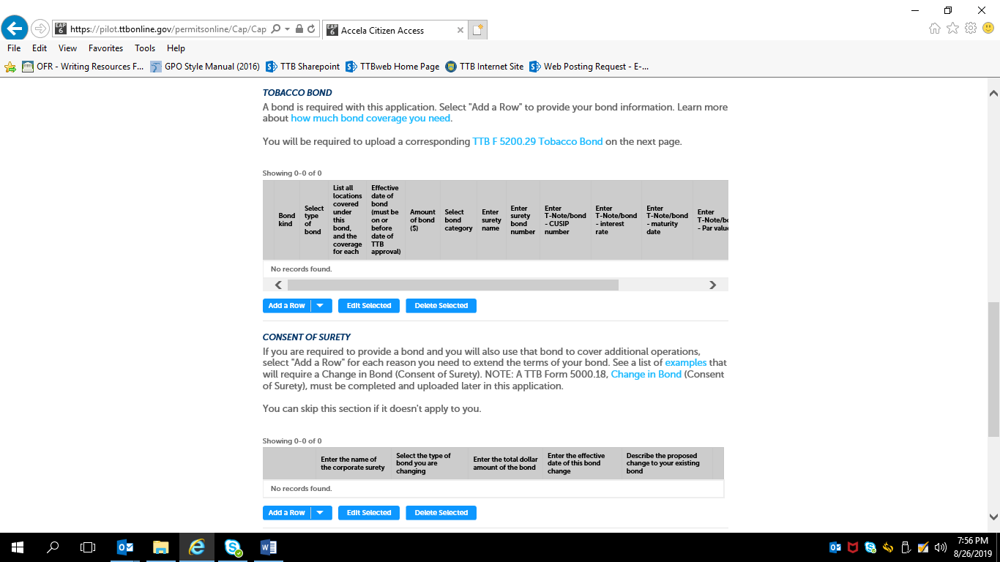 https://pilot.ttbonline.gov/permitsonline/Cap/Cap
Accela Citizen Access
File Edit View Favorites Tools Help
OFR - Writing Resources F... GPO Style Manual (2016) TTB Sharepoint TTBweb Home Page TTB Internet Site Web Posting Request - E-...
TOBACCO BOND
A bond is required with this application. Select "Add a Row" to provide your bond information. Learn more
about how much bond coverage you need.
You will be required to upload a corresponding TTB F 5200.29 Tobacco Bond on the next page.
Showing 0-0 of 0
Bond
kind
Select
type
of
bond
List all
locations
covered
under
this
bond,
and the
coverage
for each
Effective
date of
bond
(must be
on or
before
date of
TTB
approval)
Amount
of bond
($)
Select
bond
category
Enter
surety
name
Enter
surety
bond
number
Enter
T-Note/bond
- CUSIP
number
Enter
T-Note/bond
- interest
rate
Enter
T-Note/bond
- maturity
date
Enter
T-Note/bo
- Par value
No records found.
Add a Row Edit Selected Delete Selected
CONSENT OF SURETY
If you are required to provide a bond and you will also use that bond to cover additional operations,
select "Add a Row" for each reason you need to extend the terms of your bond. See a list of examples that
will require a Change in Bond (Consent of Surety). NOTE: A TTB Form 5000.18, Change in Bond (Consent
of Surety), must be completed and uploaded later in this application.
You can skip this section if it doesn't apply to you.
Showing 0-0 of 0
Enter the name of
the corporate surety
Select the type of
bond you are
changing
Enter the total dollar
amount of the bond
Enter the effective
date of this bond
change
Describe the proposed
change to your existing
bond
No records found.
Add a Row Edit Selected Delete Selected
7:56 PM
8/26/2019